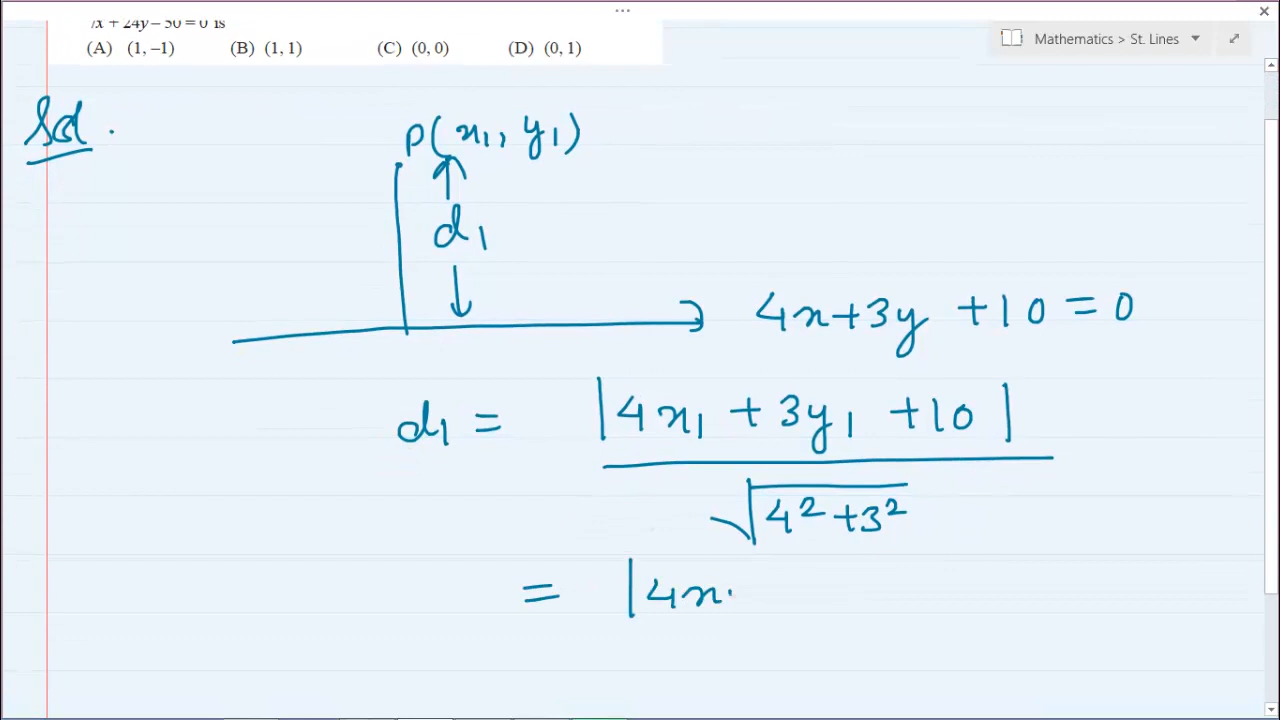 7x + 24y – 50 = 0 is
(A) (1, –1) (B) (1, 1) (C) (0, 0) (D) (0, 1)
Mathematics > St. Lines
Sol.
P(x₁, y₁)
d₁
4x+3y +10 = 0
d₁ = |4x₁ + 3y₁ +10|
√4² +3²
= |4x